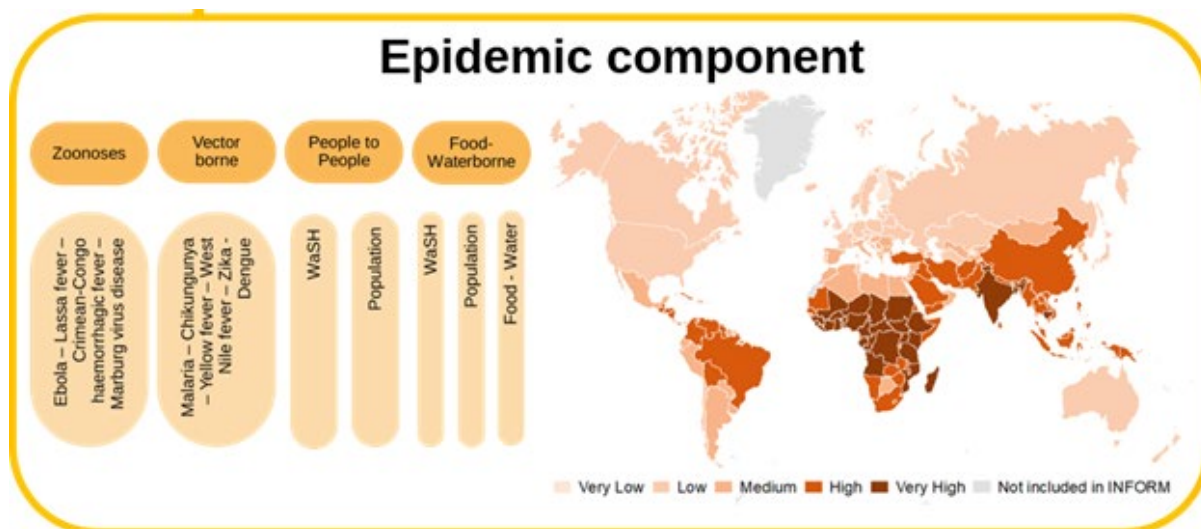 Epidemic component
Zoonoses
Vector
borne
People to
People
Food-
Waterborne
Ebola – Lassa fever –
Crimean-Congo
haemorrhagic fever –
Marburg virus disease
Malaria – Chikungunya
– Yellow fever – West
Nile fever – Zika -
Dengue
WaSH
Population
WaSH
Population
Food - Water
Very Low
Low
Medium
High
Very High
Not included in INFORM